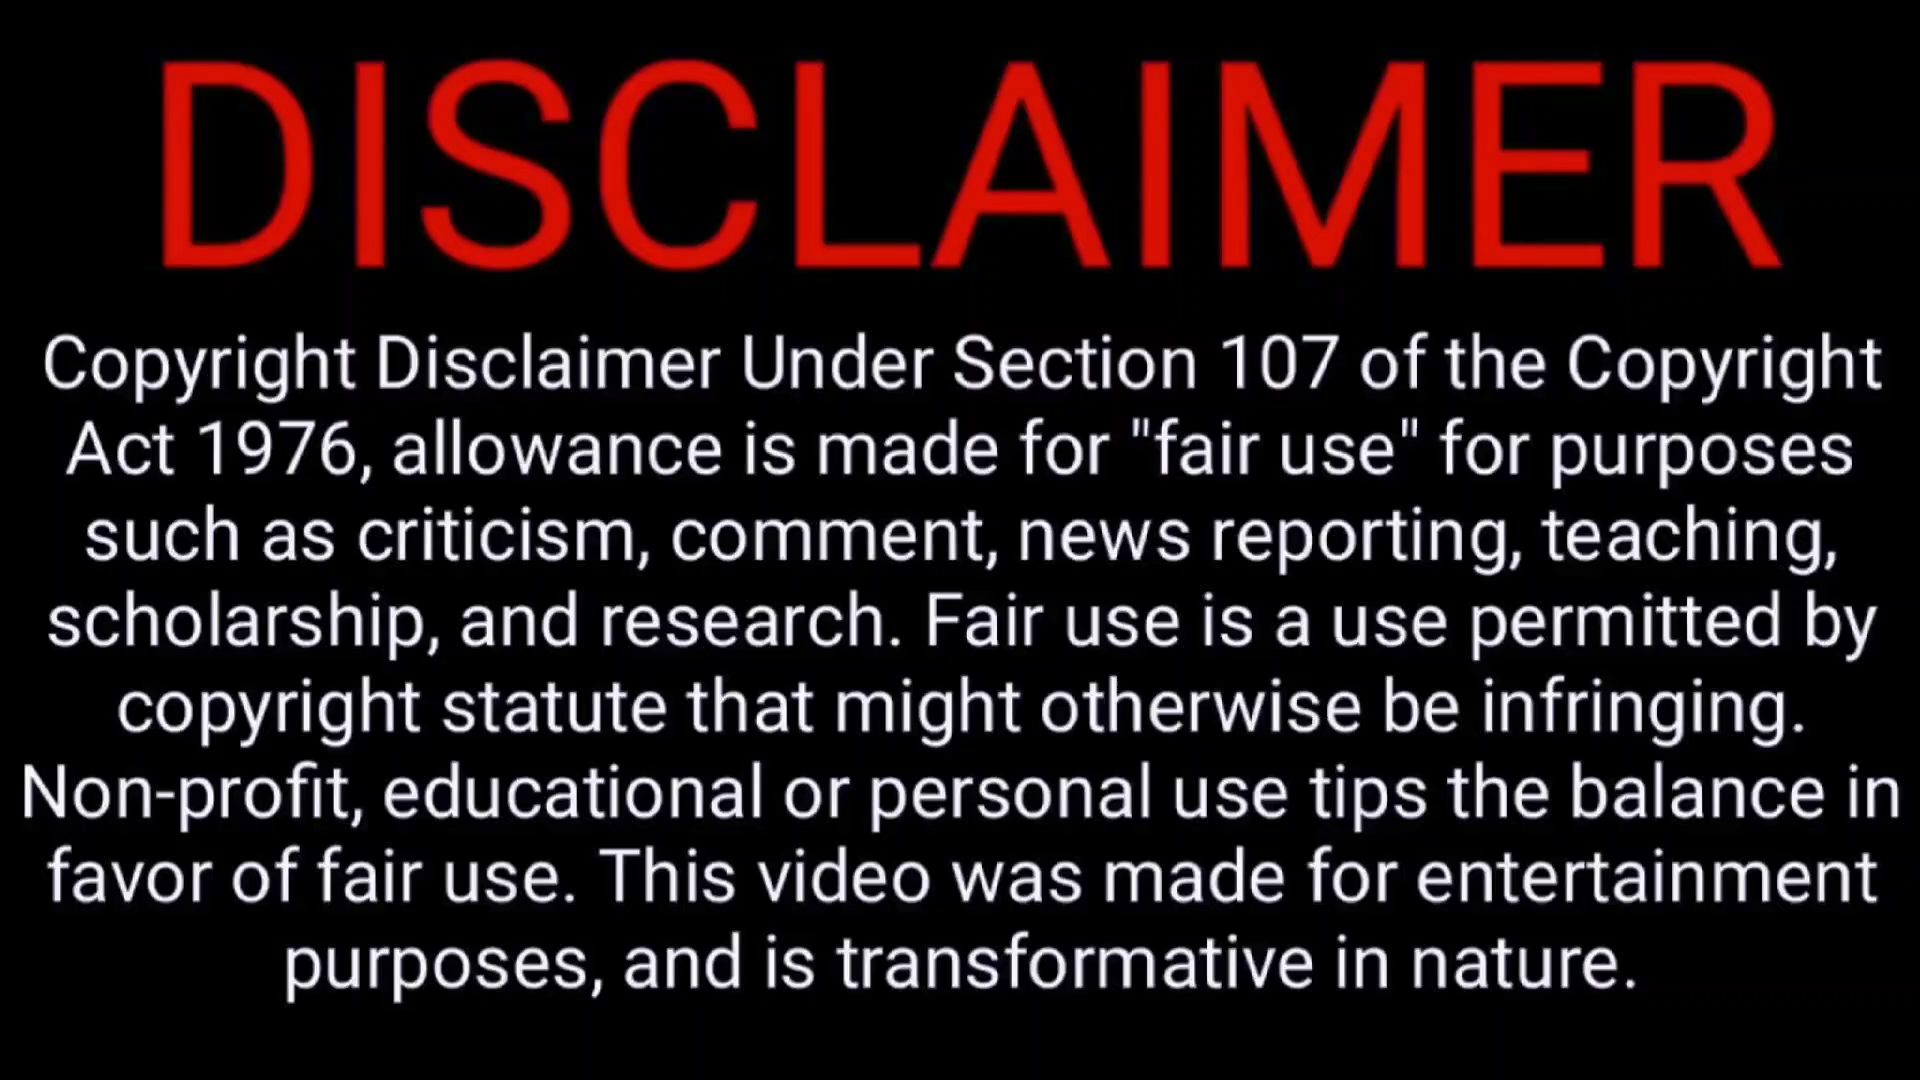 DISCLAIMER
Copyright Disclaimer Under Section 107 of the Copyright
Act 1976, allowance is made for "fair use" for purposes
such as criticism, comment, news reporting, teaching,
scholarship, and research. Fair use is a use permitted by
copyright statute that might otherwise be infringing.
Non-profit, educational or personal use tips the balance in
favor of fair use. This video was made for entertainment
purposes, and is transformative in nature.